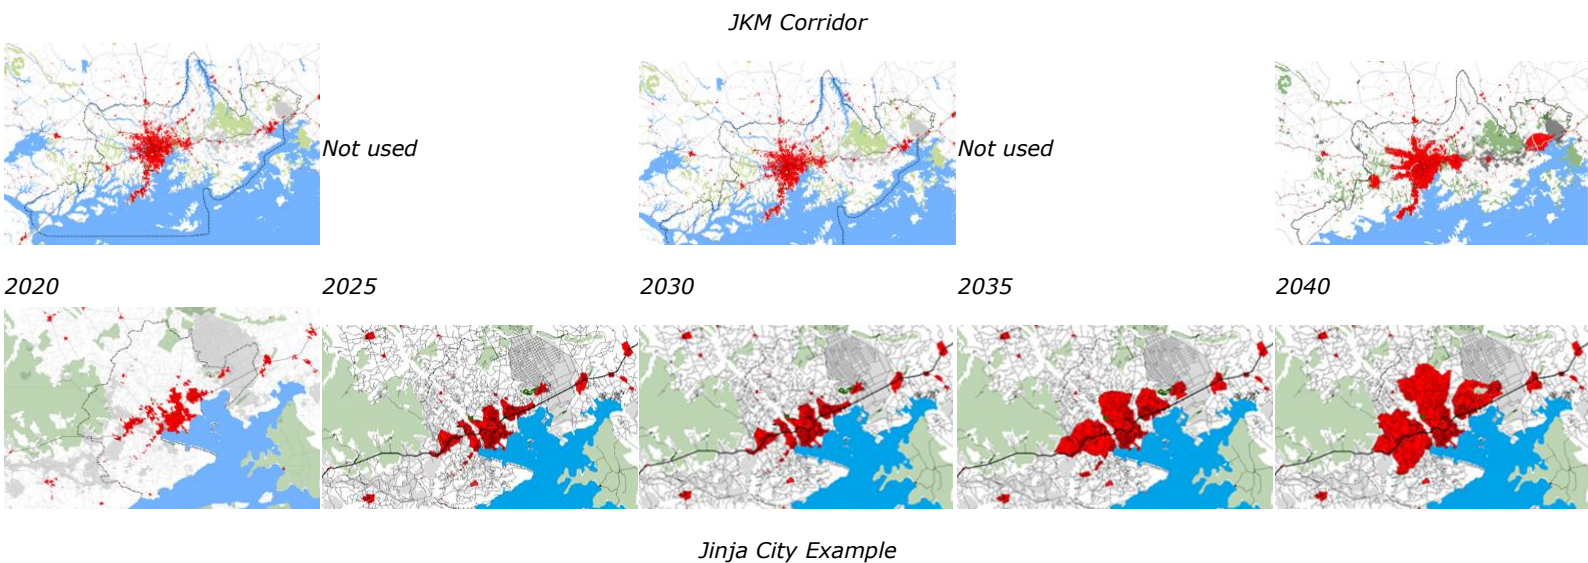 JKM Corridor
Not used
Not used
2020
2025
2030
2035
2040
Jinja City Example